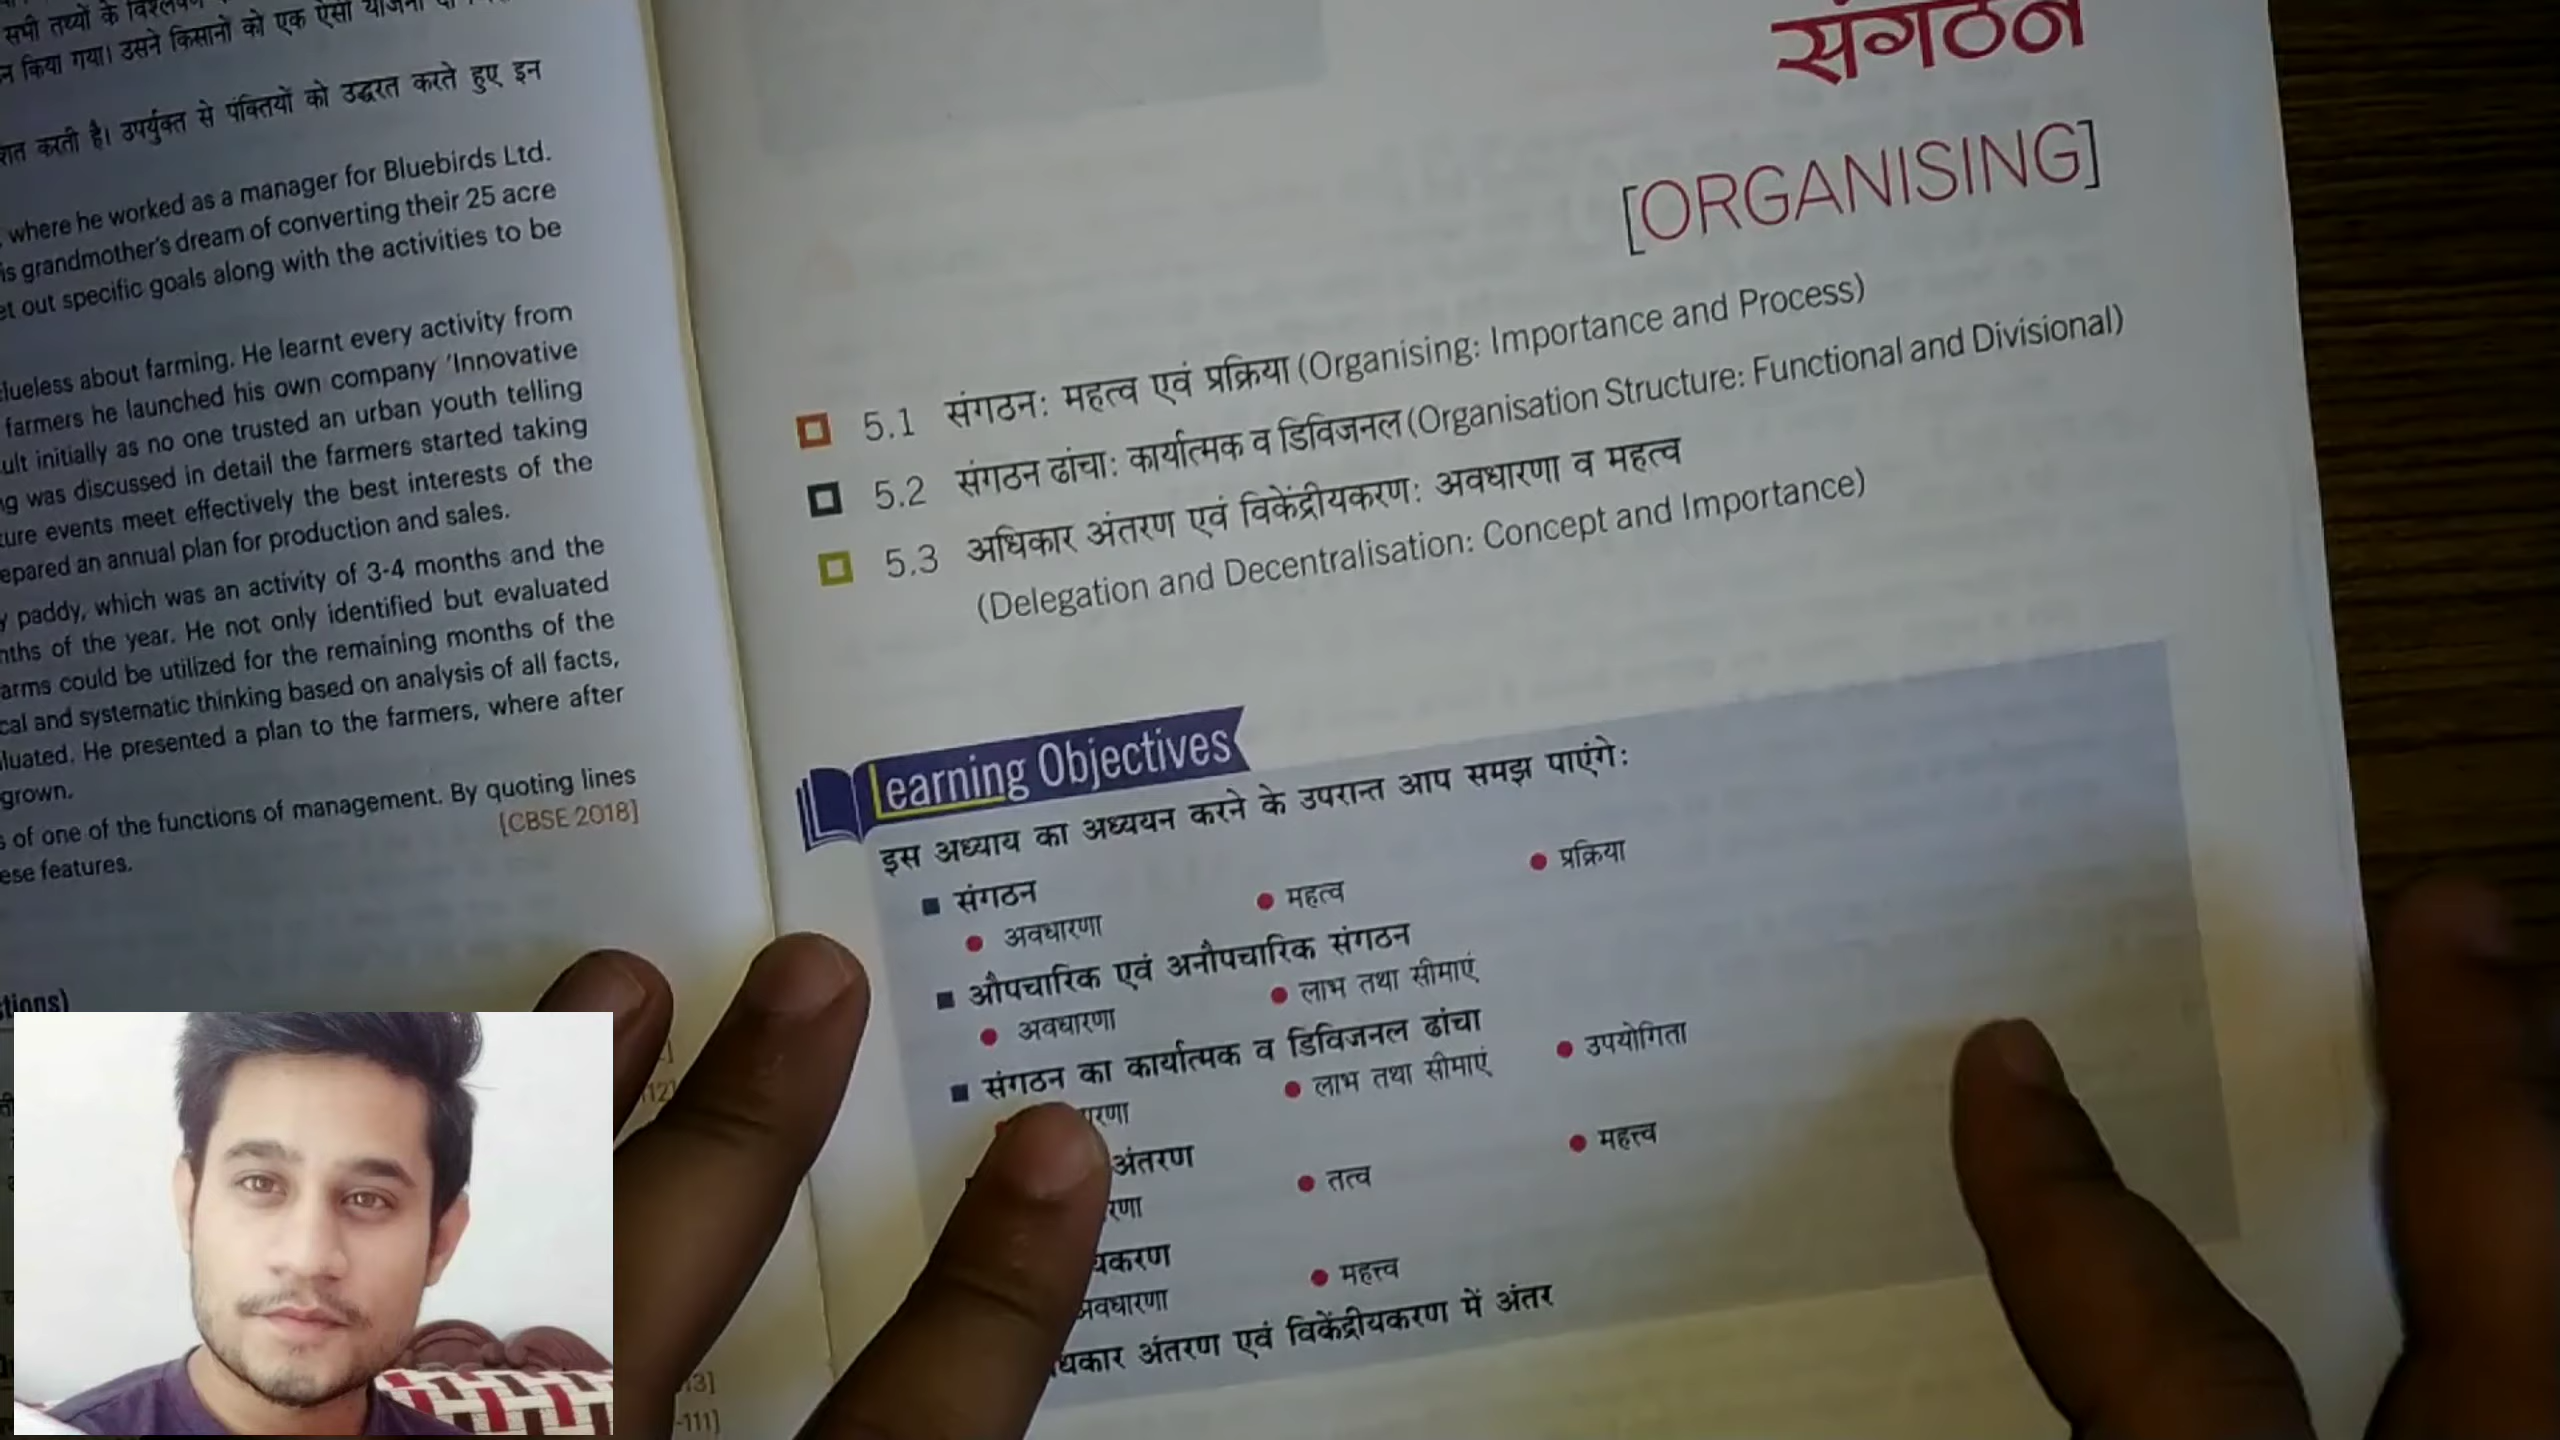 सभी तथ्यों के विश्लेषण
किया गया। उसने किसानों को एक ऐसी योजना
करती है। उपर्युक्त से पंक्तियों को उद्धरत करते हुए इन
where he worked as a manager for Bluebirds Ltd.
grandmother's dream of converting their 25 acre
out specific goals along with the activities to be
about farming. He learnt every activity from
farmers he launched his own company 'Innovative
initially as no one trusted an urban youth telling
was discussed in detail the farmers started taking
events meet effectively the best interests of the
an annual plan for production and sales.
paddy, which was an activity of 3-4 months and the
of the year. He not only identified but evaluated
could be utilized for the remaining months of the
and systematic thinking based on analysis of all facts,
He presented a plan to the farmers, where after
grown.
of one of the functions of management. By quoting lines
[CBSE 2018]
features.
संगठन
[ORGANISING]
5.1 संगठन: महत्व एवं प्रक्रिया (Organising: Importance and Process)
5.2 संगठन ढांचा: कार्यात्मक व डिविजनल (Organisation Structure: Functional and Divisional)
5.3 अधिकार अंतरण एवं विकेंद्रीयकरण: अवधारणा व महत्व
(Delegation and Decentralisation: Concept and Importance)
Learning Objectives
इस अध्याय का अध्ययन करने के उपरान्त आप समझ पाएंगे:
■ संगठन
● अवधारणा ● महत्व ● प्रक्रिया
■ औपचारिक एवं अनौपचारिक संगठन
● अवधारणा ● लाभ तथा सीमाएं
■ संगठन का कार्यात्मक व डिविजनल ढांचा
● लाभ तथा सीमाएं ● उपयोगिता
अंतरण
● तत्व ● महत्त्व
अवधारणा ● महत्त्व
अंतरण एवं विकेंद्रीयकरण में अंतर